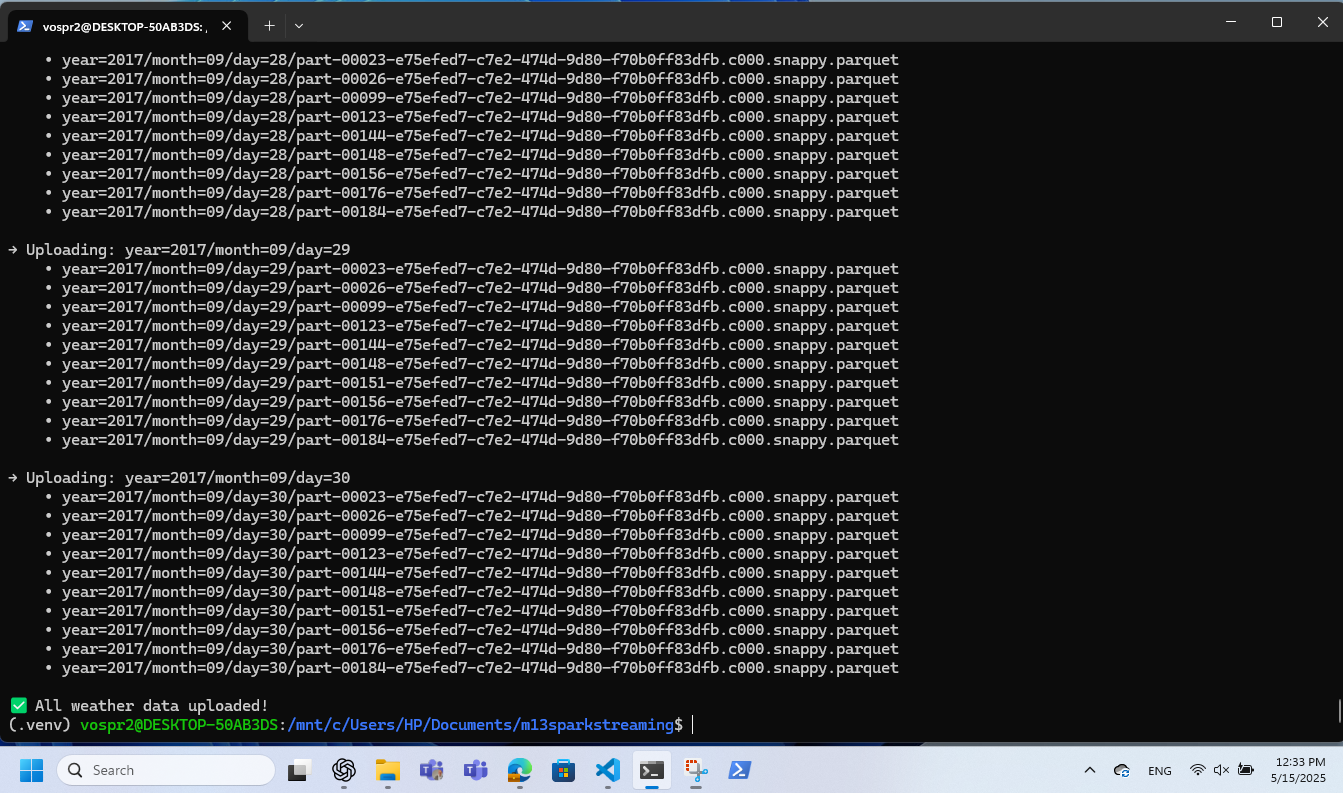 vospr2@DESKTOP-50AB3DS: /
• year=2017/month=09/day=28/part-00023-e75efed7-c7e2-474d-9d80-f70b0ff83dfb.c000.snappy.parquet
• year=2017/month=09/day=28/part-00026-e75efed7-c7e2-474d-9d80-f70b0ff83dfb.c000.snappy.parquet
• year=2017/month=09/day=28/part-00099-e75efed7-c7e2-474d-9d80-f70b0ff83dfb.c000.snappy.parquet
• year=2017/month=09/day=28/part-00123-e75efed7-c7e2-474d-9d80-f70b0ff83dfb.c000.snappy.parquet
• year=2017/month=09/day=28/part-00144-e75efed7-c7e2-474d-9d80-f70b0ff83dfb.c000.snappy.parquet
• year=2017/month=09/day=28/part-00148-e75efed7-c7e2-474d-9d80-f70b0ff83dfb.c000.snappy.parquet
• year=2017/month=09/day=28/part-00156-e75efed7-c7e2-474d-9d80-f70b0ff83dfb.c000.snappy.parquet
• year=2017/month=09/day=28/part-00176-e75efed7-c7e2-474d-9d80-f70b0ff83dfb.c000.snappy.parquet
• year=2017/month=09/day=28/part-00184-e75efed7-c7e2-474d-9d80-f70b0ff83dfb.c000.snappy.parquet
→ Uploading: year=2017/month=09/day=29
• year=2017/month=09/day=29/part-00023-e75efed7-c7e2-474d-9d80-f70b0ff83dfb.c000.snappy.parquet
• year=2017/month=09/day=29/part-00026-e75efed7-c7e2-474d-9d80-f70b0ff83dfb.c000.snappy.parquet
• year=2017/month=09/day=29/part-00099-e75efed7-c7e2-474d-9d80-f70b0ff83dfb.c000.snappy.parquet
• year=2017/month=09/day=29/part-00123-e75efed7-c7e2-474d-9d80-f70b0ff83dfb.c000.snappy.parquet
• year=2017/month=09/day=29/part-00144-e75efed7-c7e2-474d-9d80-f70b0ff83dfb.c000.snappy.parquet
• year=2017/month=09/day=29/part-00148-e75efed7-c7e2-474d-9d80-f70b0ff83dfb.c000.snappy.parquet
• year=2017/month=09/day=29/part-00151-e75efed7-c7e2-474d-9d80-f70b0ff83dfb.c000.snappy.parquet
• year=2017/month=09/day=29/part-00156-e75efed7-c7e2-474d-9d80-f70b0ff83dfb.c000.snappy.parquet
• year=2017/month=09/day=29/part-00176-e75efed7-c7e2-474d-9d80-f70b0ff83dfb.c000.snappy.parquet
• year=2017/month=09/day=29/part-00184-e75efed7-c7e2-474d-9d80-f70b0ff83dfb.c000.snappy.parquet
→ Uploading: year=2017/month=09/day=30
• year=2017/month=09/day=30/part-00023-e75efed7-c7e2-474d-9d80-f70b0ff83dfb.c000.snappy.parquet
• year=2017/month=09/day=30/part-00026-e75efed7-c7e2-474d-9d80-f70b0ff83dfb.c000.snappy.parquet
• year=2017/month=09/day=30/part-00099-e75efed7-c7e2-474d-9d80-f70b0ff83dfb.c000.snappy.parquet
• year=2017/month=09/day=30/part-00123-e75efed7-c7e2-474d-9d80-f70b0ff83dfb.c000.snappy.parquet
• year=2017/month=09/day=30/part-00144-e75efed7-c7e2-474d-9d80-f70b0ff83dfb.c000.snappy.parquet
• year=2017/month=09/day=30/part-00148-e75efed7-c7e2-474d-9d80-f70b0ff83dfb.c000.snappy.parquet
• year=2017/month=09/day=30/part-00151-e75efed7-c7e2-474d-9d80-f70b0ff83dfb.c000.snappy.parquet
• year=2017/month=09/day=30/part-00156-e75efed7-c7e2-474d-9d80-f70b0ff83dfb.c000.snappy.parquet
• year=2017/month=09/day=30/part-00176-e75efed7-c7e2-474d-9d80-f70b0ff83dfb.c000.snappy.parquet
• year=2017/month=09/day=30/part-00184-e75efed7-c7e2-474d-9d80-f70b0ff83dfb.c000.snappy.parquet
✅ All weather data uploaded!
(.venv) vospr2@DESKTOP-50AB3DS:/mnt/c/Users/HP/Documents/m13sparkstreaming$
Search
ENG
12:33 PM
5/15/2025